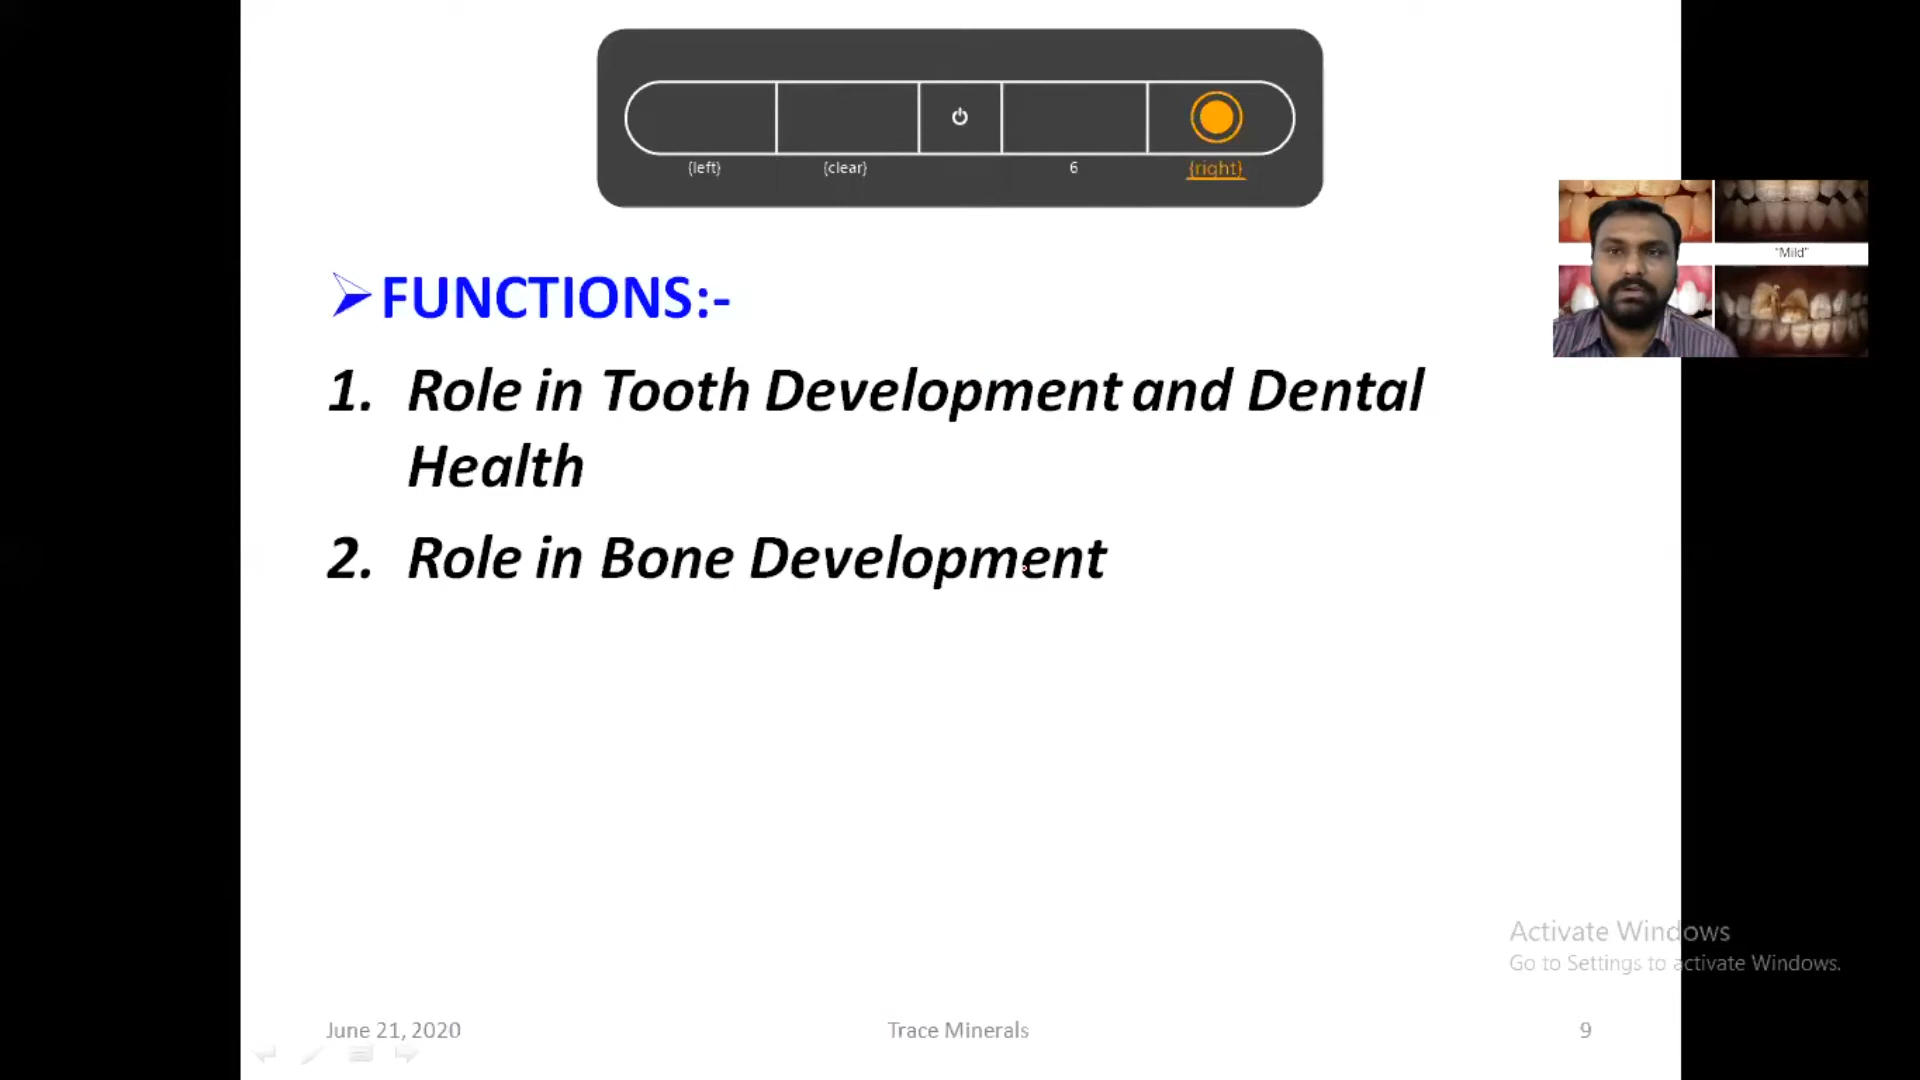 {left} {clear} 6 {right}
"Mild"
➢FUNCTIONS:-
1. Role in Tooth Development and Dental
Health
2. Role in Bone Development
Activate Windows
Go to Settings to activate Windows.
June 21, 2020 Trace Minerals 9